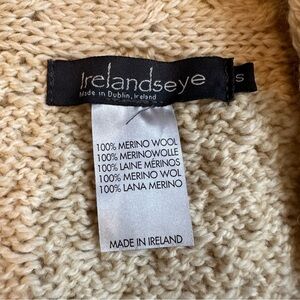 Irelandseye
Made in Dublin, Ireland
S
100% MERINO WOOL
100% MERINOWOLLE
100% LAINE MÉRINOS
100% MERINO WOL
100% LANA MERINO
MADE IN IRELAND